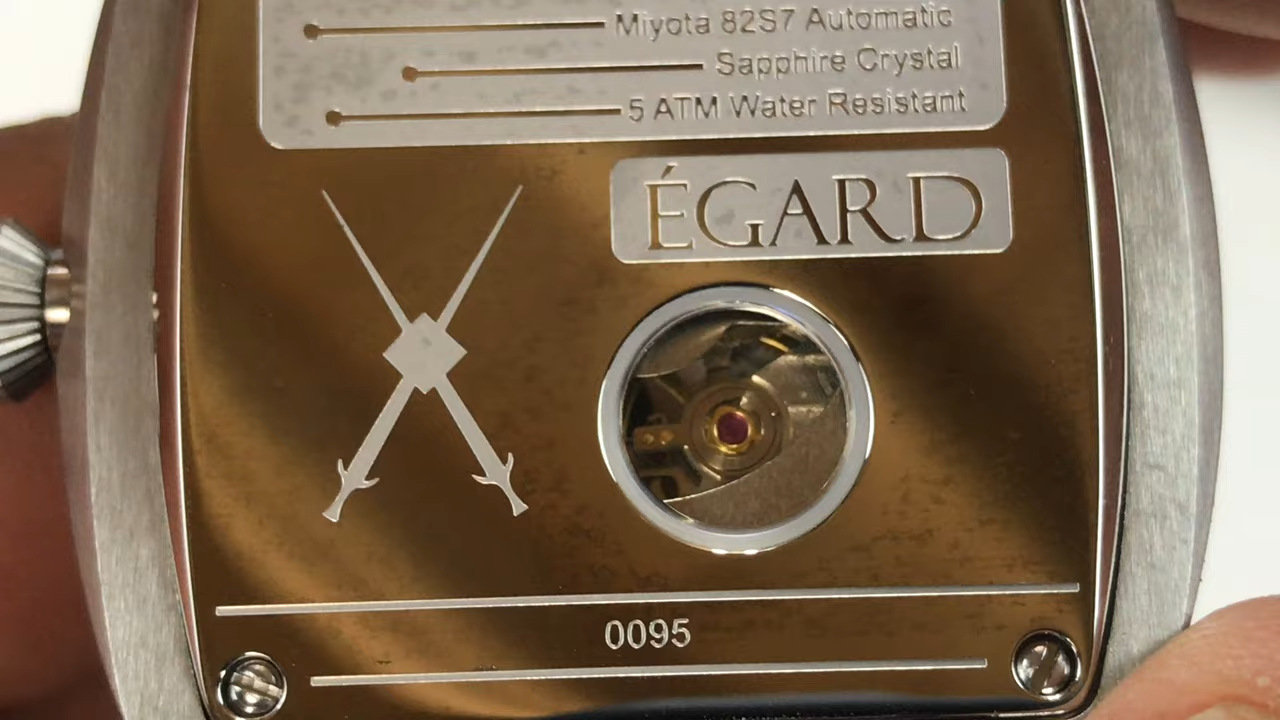 Miyota 82S7 Automatic
Sapphire Crystal
5 ATM Water Resistant
ÉGARD
0095